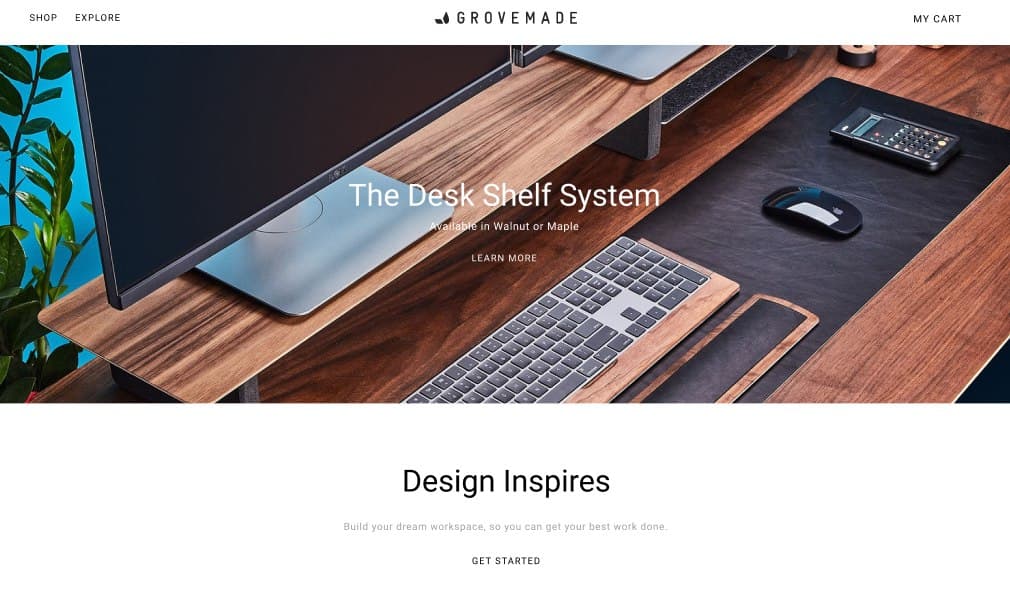 SHOP EXPLORE GROVEMADE MY CART
The Desk Shelf System
Available in Walnut or Maple
LEARN MORE
Design Inspires
Build your dream workspace, so you can get your best work done.
GET STARTED